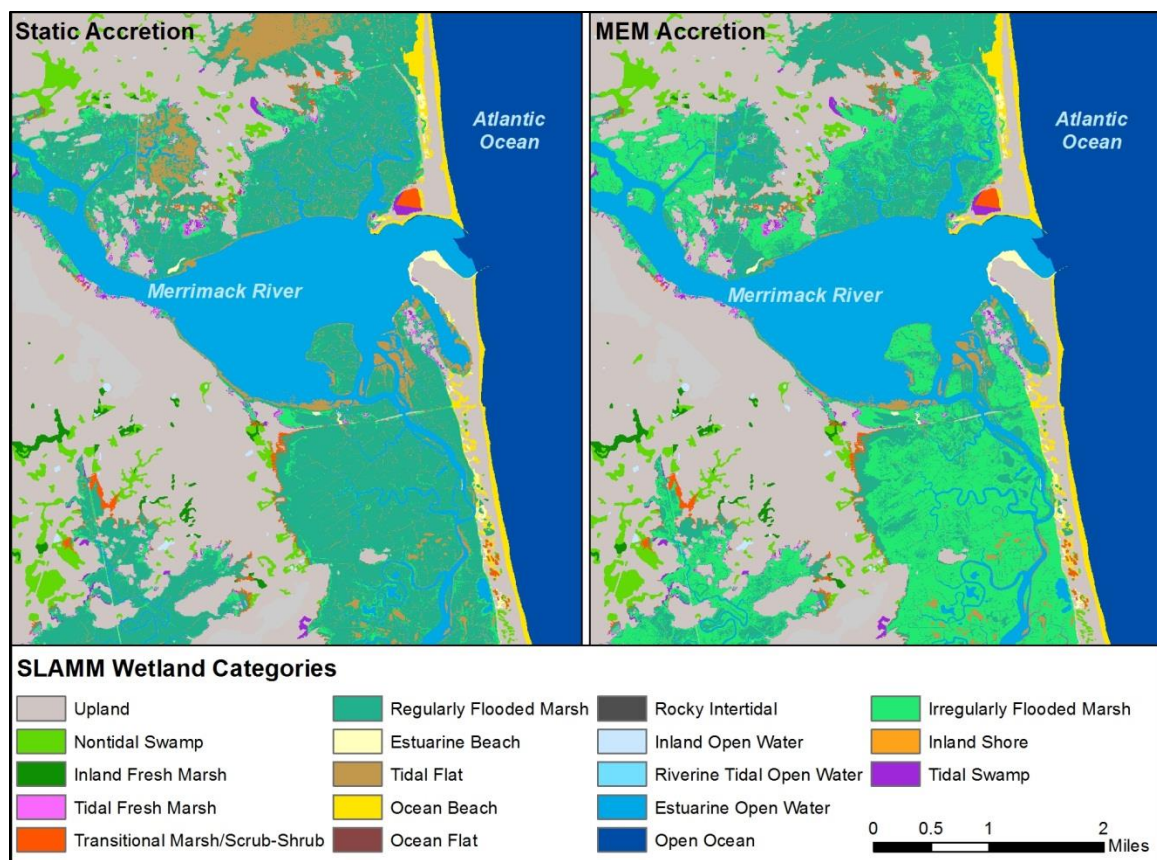 Static Accretion
MEM Accretion
Atlantic
Ocean
Atlantic
Ocean
Merrimack River
Merrimack River
SLAMM Wetland Categories
Upland
Nontidal Swamp
Inland Fresh Marsh
Tidal Fresh Marsh
Transitional Marsh/Scrub-Shrub
Regularly Flooded Marsh
Estuarine Beach
Tidal Flat
Ocean Beach
Ocean Flat
Rocky Intertidal
Inland Open Water
Riverine Tidal Open Water
Estuarine Open Water
Open Ocean
Irregularly Flooded Marsh
Inland Shore
Tidal Swamp
0 0.5 1 2
Miles